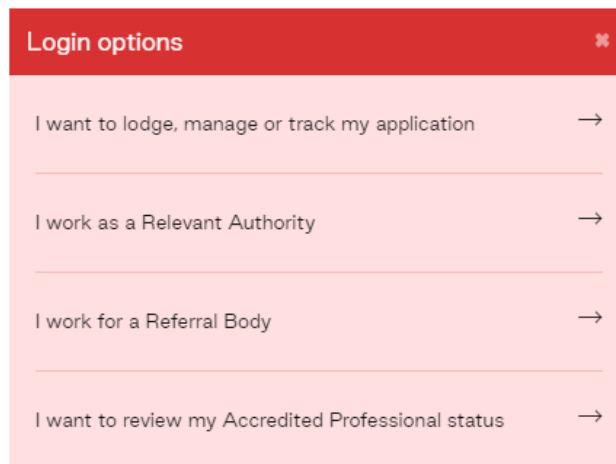 Login options
I want to lodge, manage or track my application
I work as a Relevant Authority
I work for a Referral Body
I want to review my Accredited Professional status